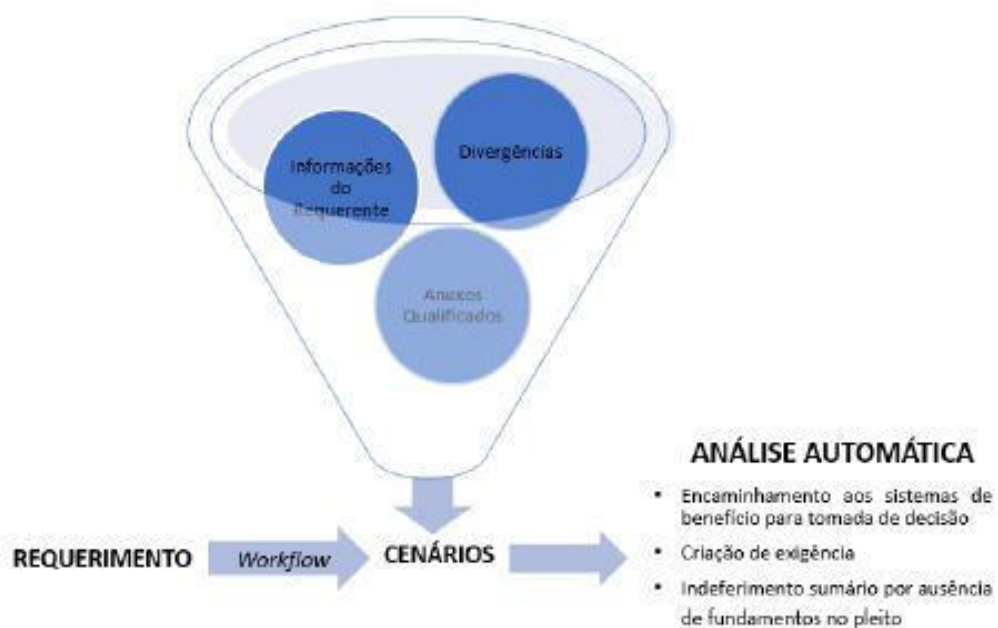 Divergências
Informações
do
Requerente
Anexos
Qualificados
ANÁLISE AUTOMÁTICA
• Encaminhamento aos sistemas de
benefício para tomada de decisão
• Criação de exigência
• Indeferimento sumário por ausência
de fundamentos no pleito
REQUERIMENTO
Workflow
CENÁRIOS